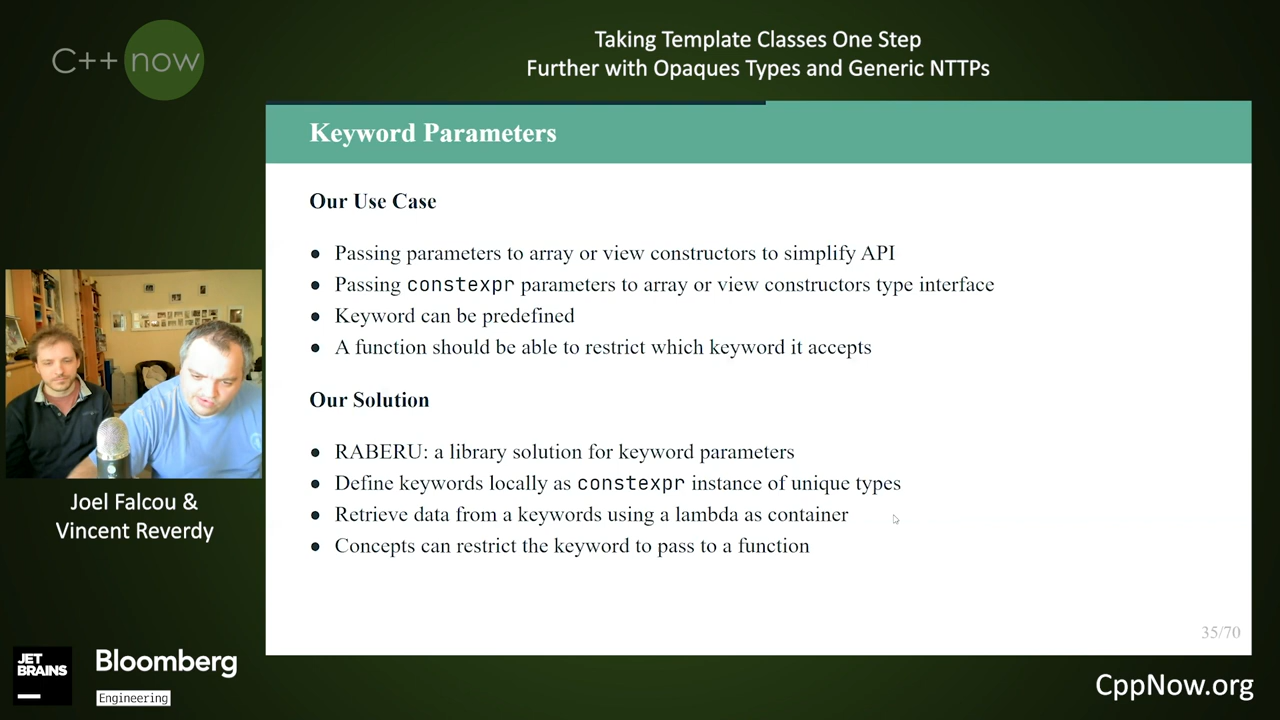 C++ now
Taking Template Classes One Step
Further with Opaques Types and Generic NTTPs
Keyword Parameters
Our Use Case
● Passing parameters to array or view constructors to simplify API
● Passing constexpr parameters to array or view constructors type interface
● Keyword can be predefined
● A function should be able to restrict which keyword it accepts
Our Solution
● RABERU: a library solution for keyword parameters
● Define keywords locally as constexpr instance of unique types
● Retrieve data from a keywords using a lambda as container
● Concepts can restrict the keyword to pass to a function
35/70
Joel Falcou &
Vincent Reverdy
JET
BRAINS
Bloomberg
Engineering
CppNow.org